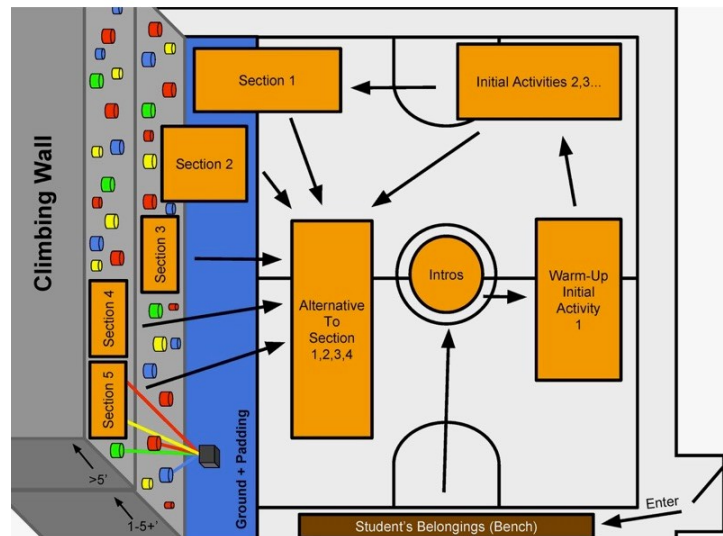 Climbing Wall
Section 1
Initial Activities 2,3...
Section 2
Section 3
Section 4
Section 5
Alternative
To
Section
1,2,3,4
Intros
Warm-Up
Initial
Activity
1
Ground + Padding
>5'
1-5+'
Enter
Student's Belongings (Bench)